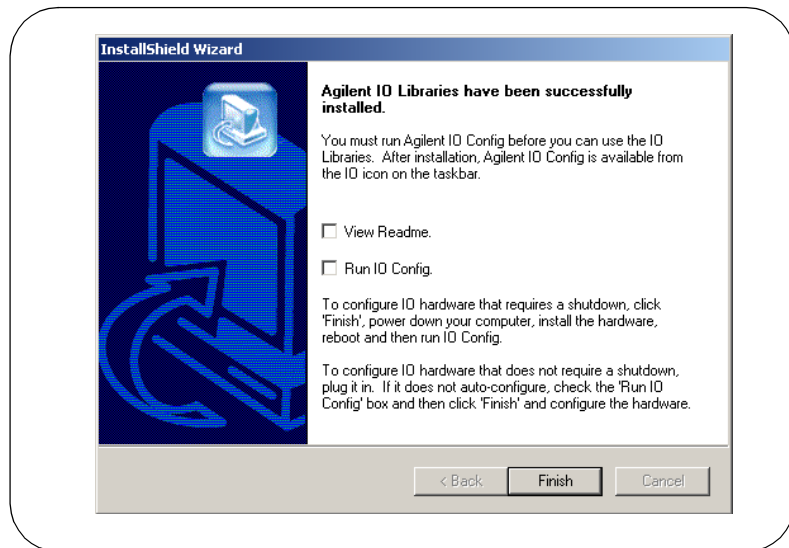 InstallShield Wizard
Agilent IO Libraries have been successfully
installed.
You must run Agilent IO Config before you can use the IO
Libraries. After installation, Agilent IO Config is available from
the IO icon on the taskbar.
View Readme.
Run IO Config.
To configure IO hardware that requires a shutdown, click
'Finish', power down your computer, install the hardware,
reboot and then run IO Config.
To configure IO hardware that does not require a shutdown,
plug it in. If it does not auto-configure, check the 'Run IO
Config' box and then click 'Finish' and configure the hardware.
< Back
Finish
Cancel